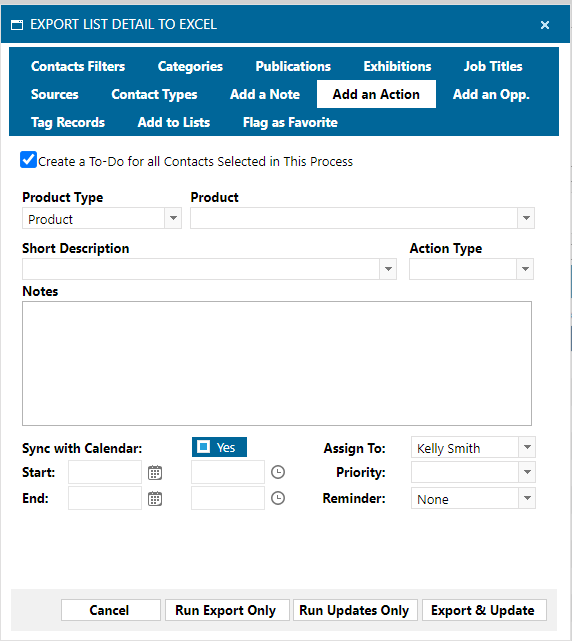 EXPORT LIST DETAIL TO EXCEL
Contacts Filters Categories Publications Exhibitions Job Titles
Sources Contact Types Add a Note Add an Action Add an Opp.
Tag Records Add to Lists Flag as Favorite
Create a To-Do for all Contacts Selected in This Process
Product Type Product
Product
Short Description Action Type
Notes
Sync with Calendar: Yes Assign To: Kelly Smith
Start: Priority:
End: Reminder: None
Cancel Run Export Only Run Updates Only Export & Update